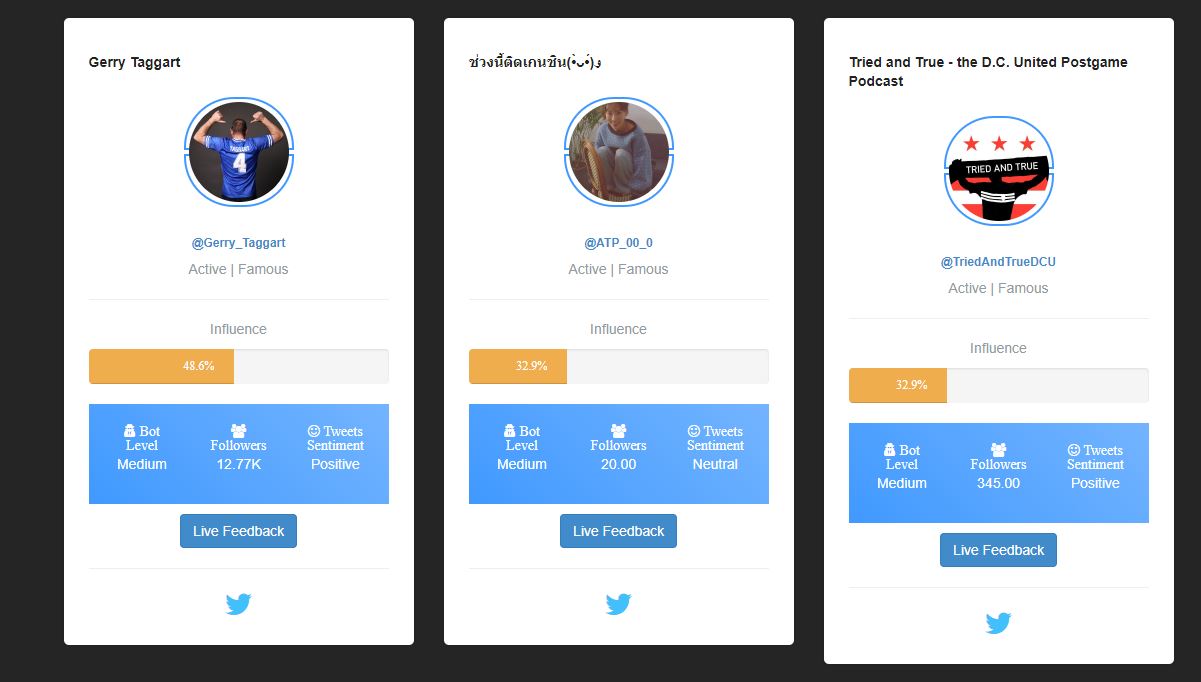 Gerry Taggart
TAGGART
4
@Gerry_Taggart
Active | Famous
Influence
48.6%
Bot
Level
Medium
Followers
12.77K
Tweets
Sentiment
Positive
Live Feedback
ช่วงนี้ติดเกนชิน(•̀ᴗ•́)و
@ATP_00_0
Active | Famous
Influence
32.9%
Bot
Level
Medium
Followers
20.00
Tweets
Sentiment
Neutral
Live Feedback
Tried and True - the D.C. United Postgame
Podcast
TRIED AND TRUE
@TriedAndTrueDCU
Active | Famous
Influence
32.9%
Bot
Level
Medium
Followers
345.00
Tweets
Sentiment
Positive
Live Feedback